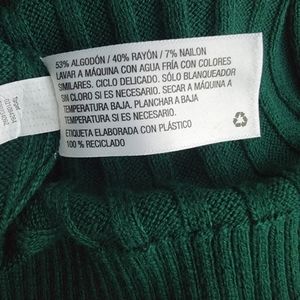 53% ALGODÓN / 40% RAYÓN / 7% NAILON
LAVAR A MÁQUINA CON AGUA FRÍA CON COLORES
SIMILARES. CICLO DELICADO. SÓLO BLANQUEADOR
SIN CLORO SI ES NECESARIO. SECAR A MÁQUINA A
TEMPERATURA BAJA. PLANCHAR A BAJA
TEMPERATURA SI ES NECESARIO.
ETIQUETA ELABORADA CON PLÁSTICO
100 % RECICLADO
Target